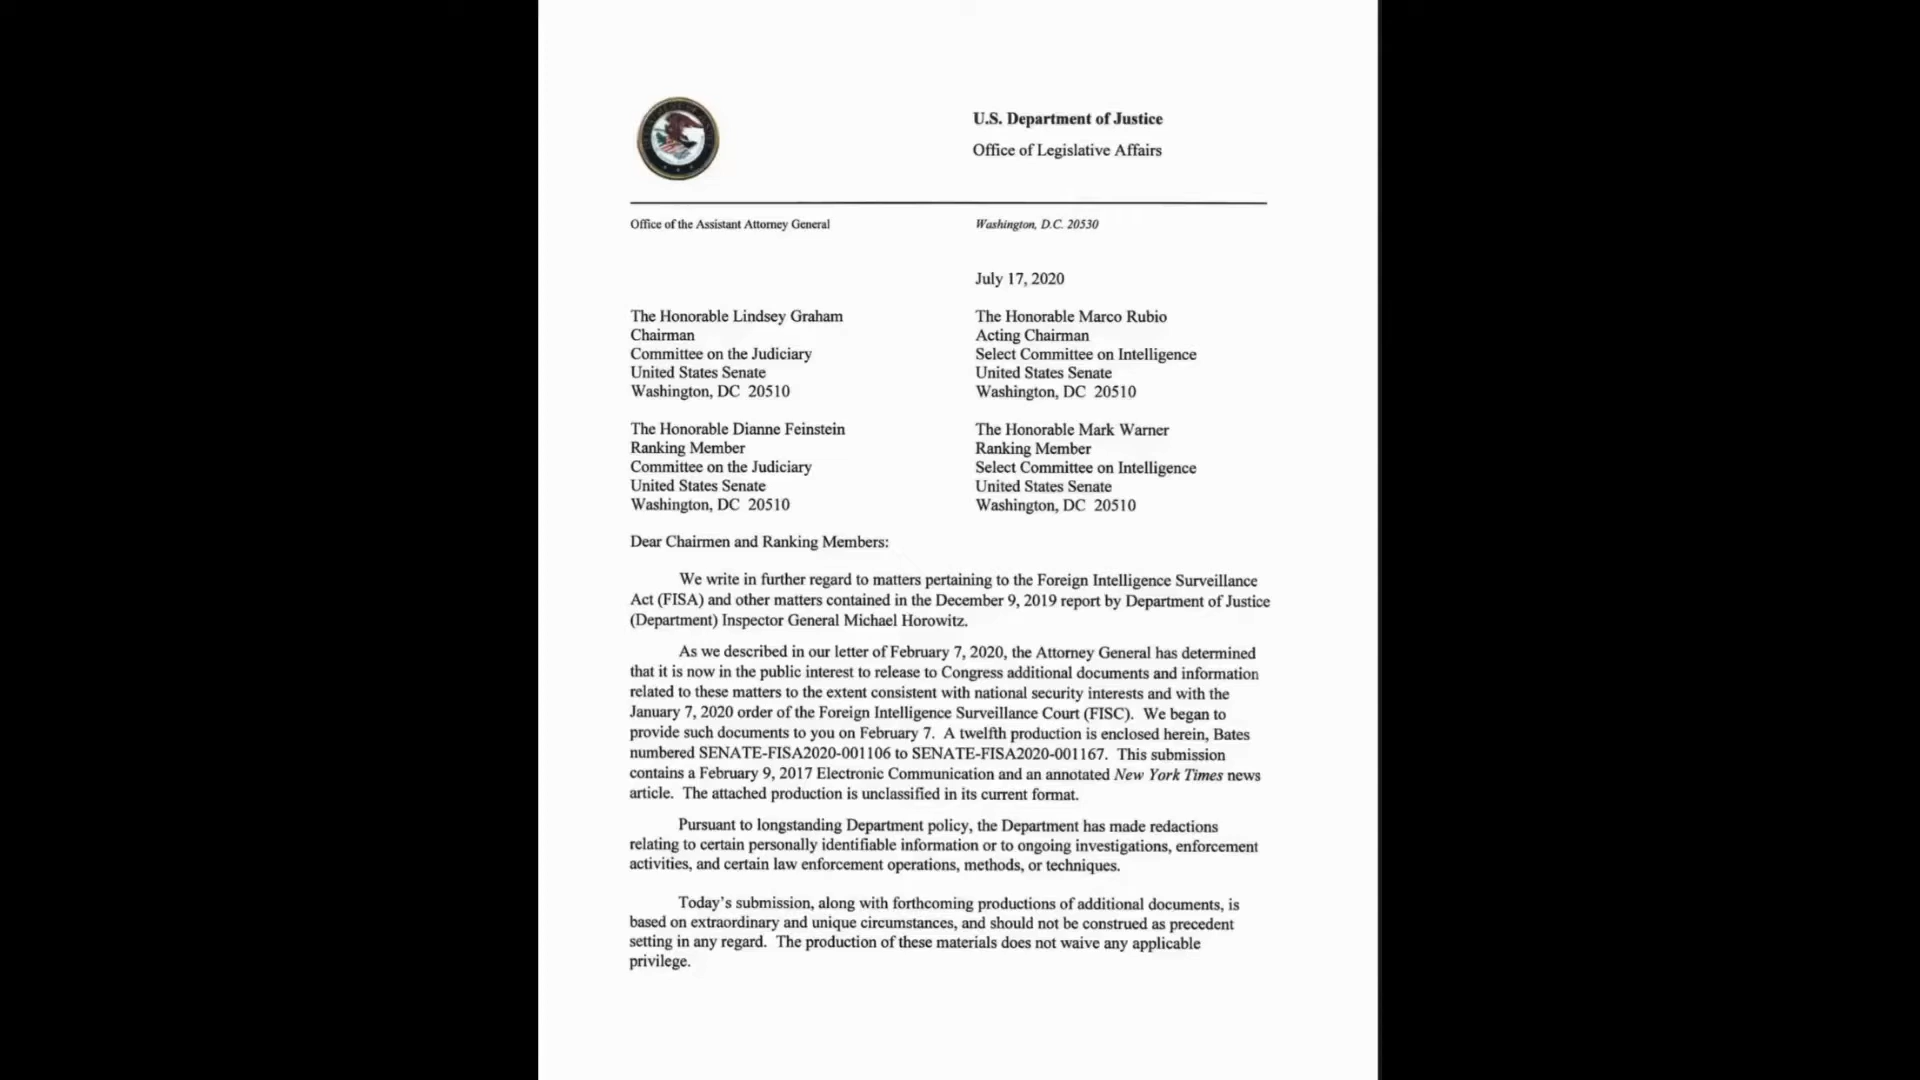 U.S. Department of Justice
Office of Legislative Affairs
Office of the Assistant Attorney General
Washington, D.C. 20530
July 17, 2020
The Honorable Lindsey Graham
Chairman
Committee on the Judiciary
United States Senate
Washington, DC 20510
The Honorable Marco Rubio
Acting Chairman
Select Committee on Intelligence
United States Senate
Washington, DC 20510
The Honorable Dianne Feinstein
Ranking Member
Committee on the Judiciary
United States Senate
Washington, DC 20510
The Honorable Mark Warner
Ranking Member
Select Committee on Intelligence
United States Senate
Washington, DC 20510
Dear Chairmen and Ranking Members:
We write in further regard to matters pertaining to the Foreign Intelligence Surveillance
Act (FISA) and other matters contained in the December 9, 2019 report by Department of Justice
(Department) Inspector General Michael Horowitz.
As we described in our letter of February 7, 2020, the Attorney General has determined
that it is now in the public interest to release to Congress additional documents and information
related to these matters to the extent consistent with national security interests and with the
January 7, 2020 order of the Foreign Intelligence Surveillance Court (FISC). We began to
provide such documents to you on February 7. A twelfth production is enclosed herein, Bates
numbered SENATE-FISA2020-001106 to SENATE-FISA2020-001167. This submission
contains a February 9, 2017 Electronic Communication and an annotated New York Times news
article. The attached production is unclassified in its current format.
Pursuant to longstanding Department policy, the Department has made redactions
relating to certain personally identifiable information or to ongoing investigations, enforcement
activities, and certain law enforcement operations, methods, or techniques.
Today's submission, along with forthcoming productions of additional documents, is
based on extraordinary and unique circumstances, and should not be construed as precedent
setting in any regard. The production of these materials does not waive any applicable
privilege.